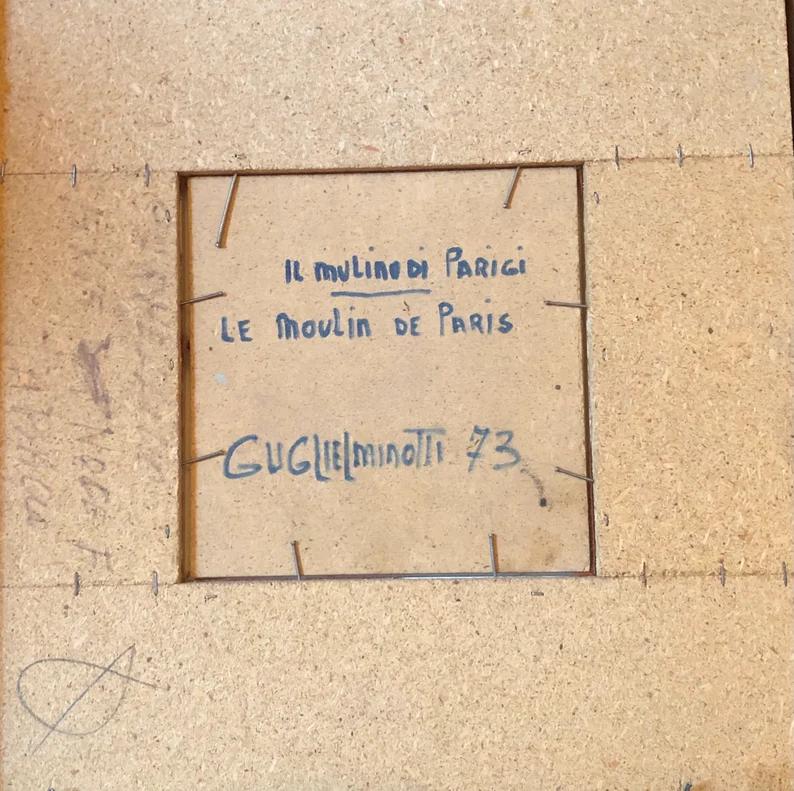 IL mulino DI PARIGI
LE moulin DE PARIS
GUGLIELMINOTTI 73